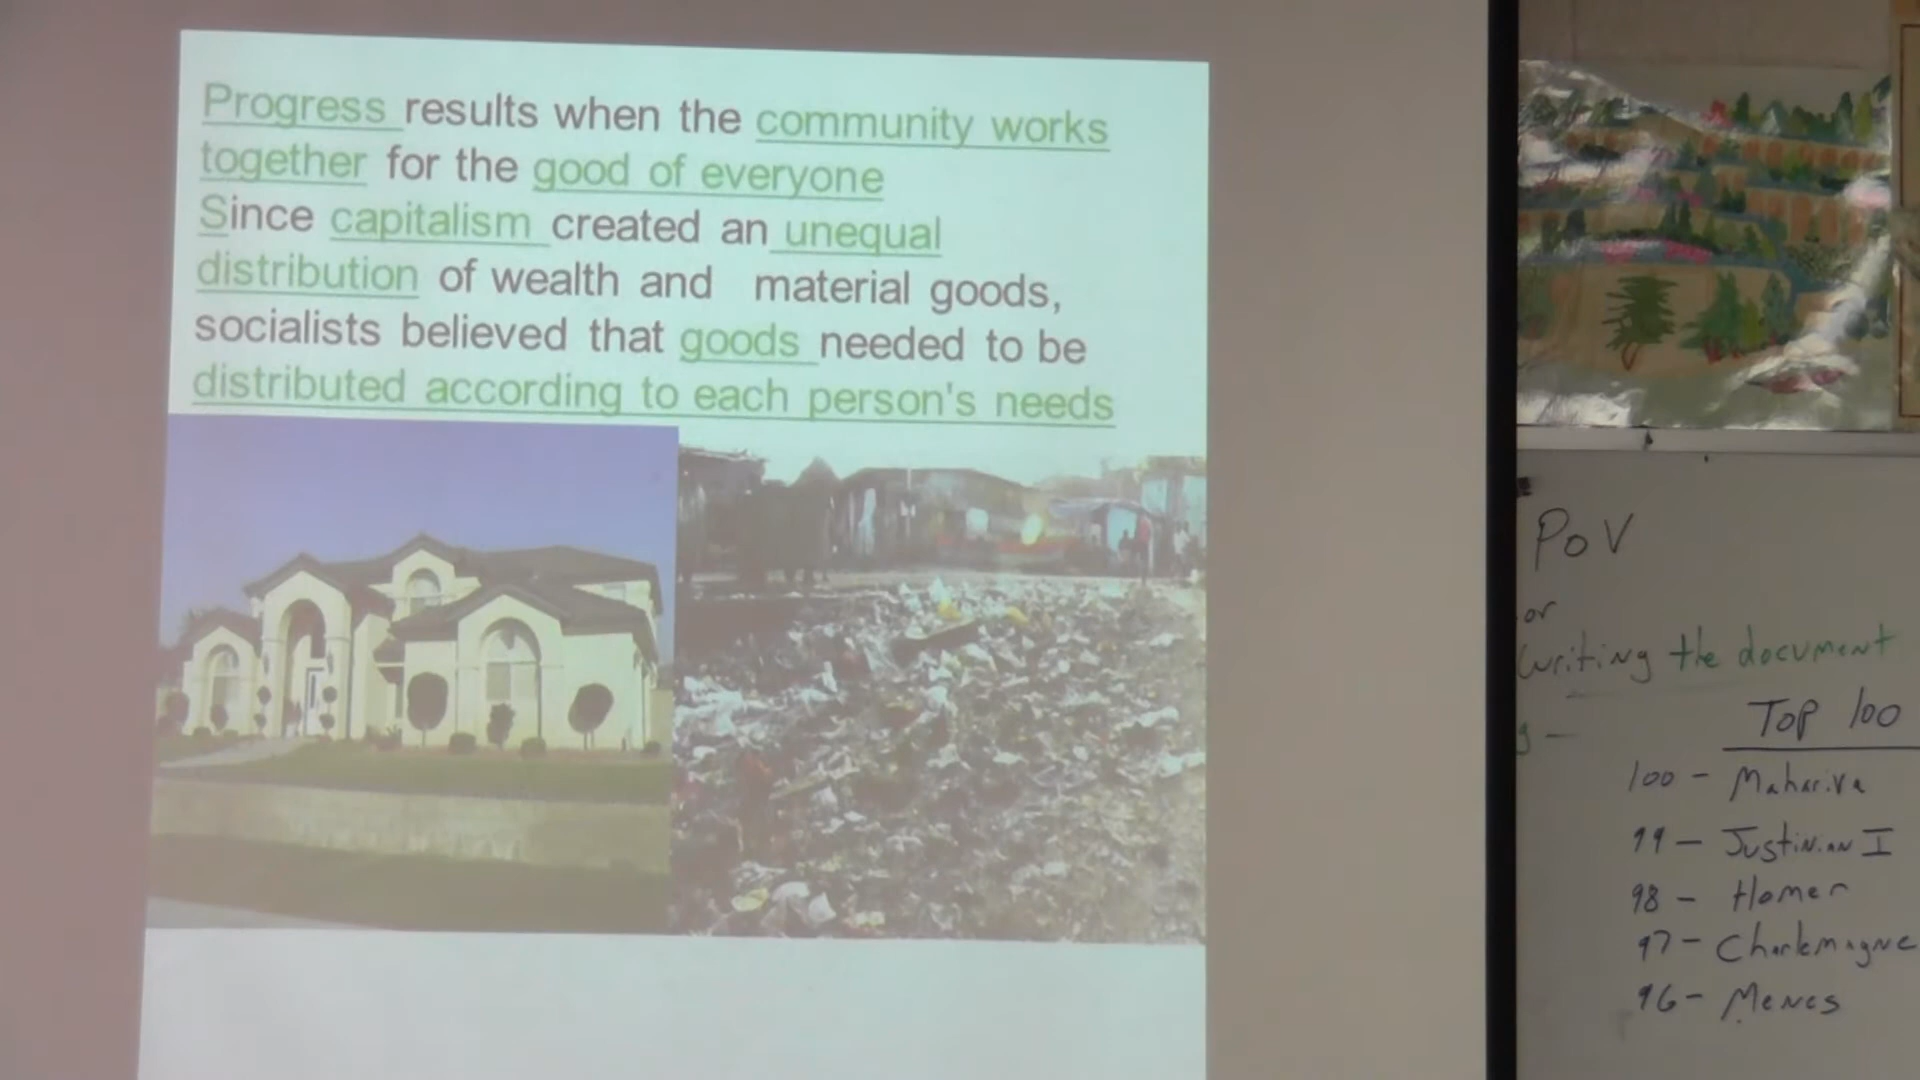 Progress results when the community works
together for the good of everyone
Since capitalism created an unequal
distribution of wealth and material goods,
socialists believed that goods needed to be
distributed according to each person's needs
PoV
or
writing the document
Top 100
100 - Mahavira
99 - Justinian I
98 - Homer
97 - Charlemagne
96 - Menes